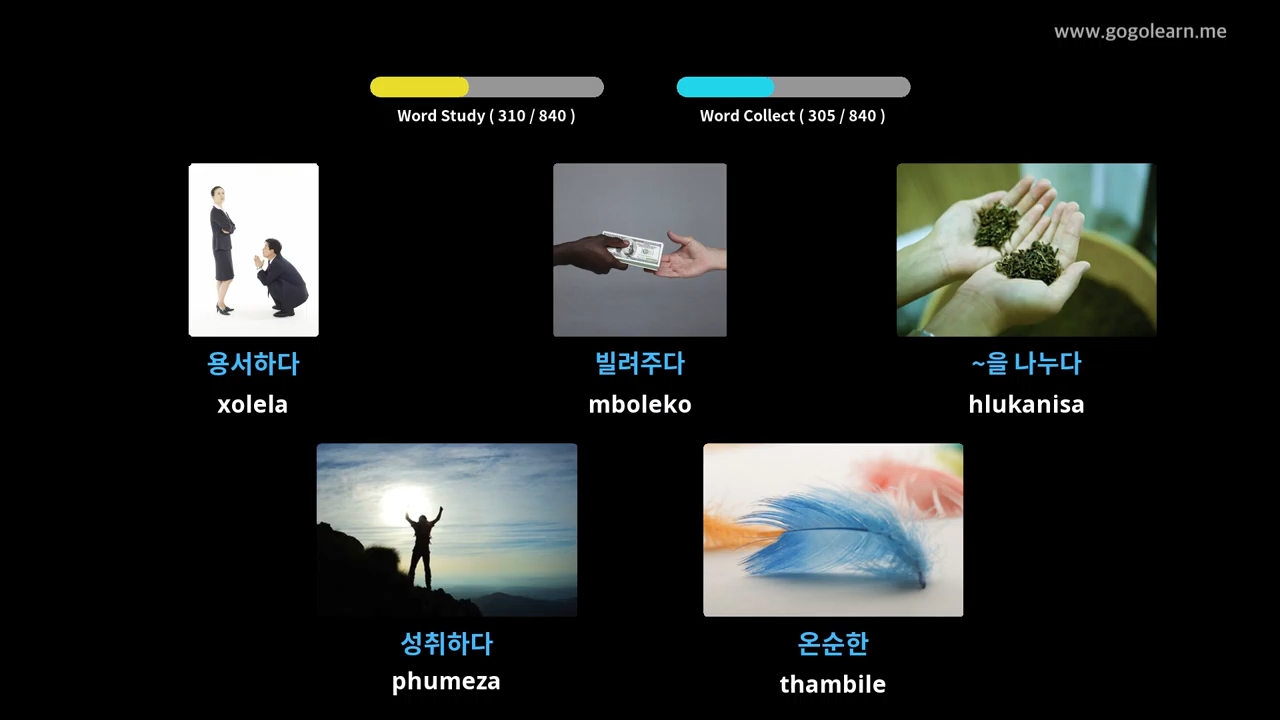 www.gogolearn.me
Word Study ( 310 / 840 )
Word Collect ( 305 / 840 )
용서하다
xolela
빌려주다
mboleko
~을 나누다
hlukanisa
성취하다
phumeza
온순한
thambile